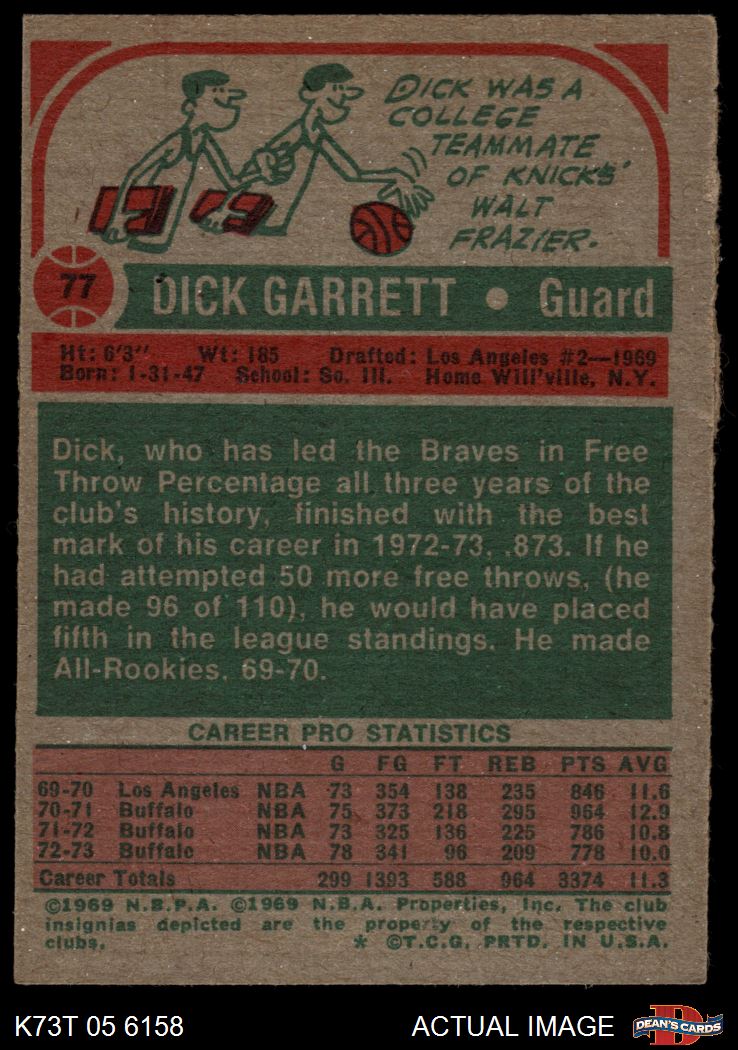 DICK WAS A
COLLEGE
TEAMMATE
OF KNICKS'
WALT
FRAZIER.
77 DICK GARRETT • Guard
Ht: 6'3" Wt: 185 Drafted: Los Angeles #2—1969
Born: 1-31-47 School: So. Ill. Home Will'ville, N.Y.
Dick, who has led the Braves in Free
Throw Percentage all three years of the
club's history, finished with the best
mark of his career in 1972-73, .873. If he
had attempted 50 more free throws, (he
made 96 of 110), he would have placed
fifth in the league standings. He made
All-Rookies, 69-70.
CAREER PRO STATISTICS
G FG FT REB PTS AVG
69-70 Los Angeles NBA 73 354 138 235 846 11.6
70-71 Buffalo NBA 75 373 218 295 964 12.9
71-72 Buffalo NBA 73 325 136 225 786 10.8
72-73 Buffalo NBA 78 341 96 209 778 10.0
Career Totals 299 1393 588 964 3374 11.3
©1969 N.B.P.A. ©1969 N.B.A. Properties, Inc. The club
insignias depicted are the property of the respective
clubs. * ©T.C.G. PRTD. IN U.S.A.
K73T 05 6158 ACTUAL IMAGE D DEAN'S CARDS